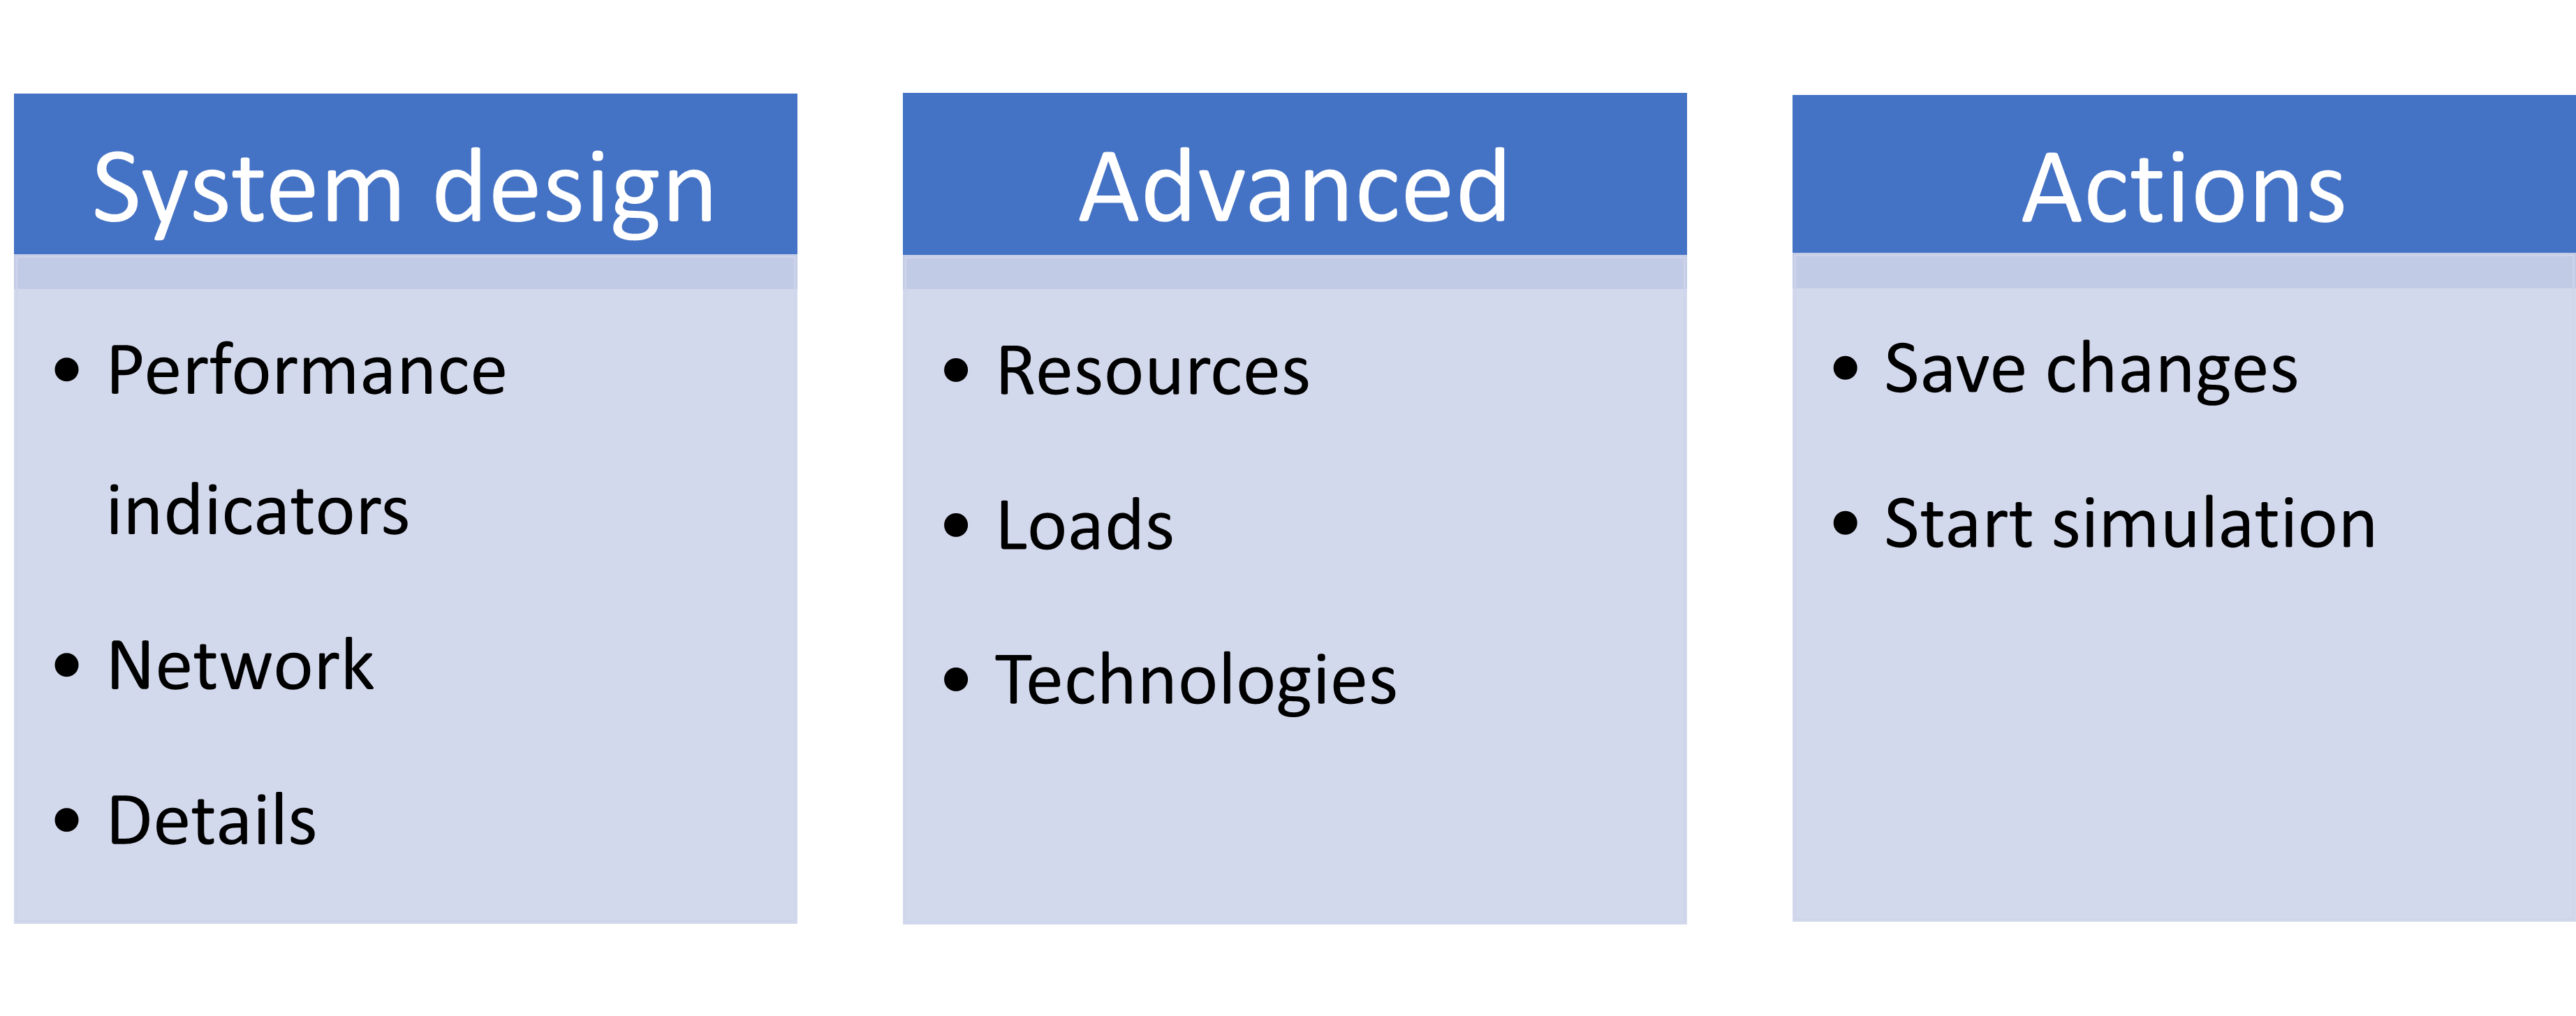 System design
• Performance
indicators
• Network
• Details
Advanced
• Resources
• Loads
• Technologies
Actions
• Save changes
• Start simulation